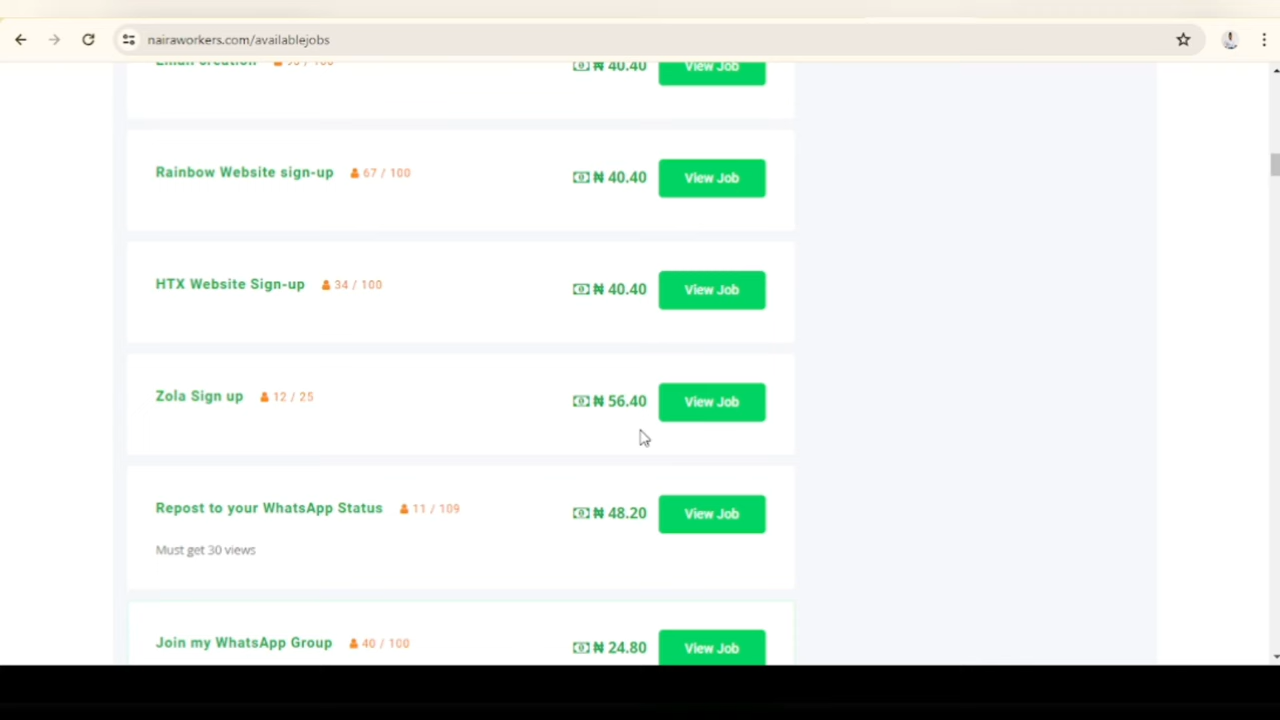 nairaworkers.com/availablejobs
Email creation
₦ 40.40 View Job
Rainbow Website sign-up 67 / 100 ₦ 40.40 View Job
HTX Website Sign-up 34 / 100 ₦ 40.40 View Job
Zola Sign up 12 / 25 ₦ 56.40 View Job
Repost to your WhatsApp Status 11 / 109 ₦ 48.20 View Job
Must get 30 views
Join my WhatsApp Group 40 / 100 ₦ 24.80 View Job